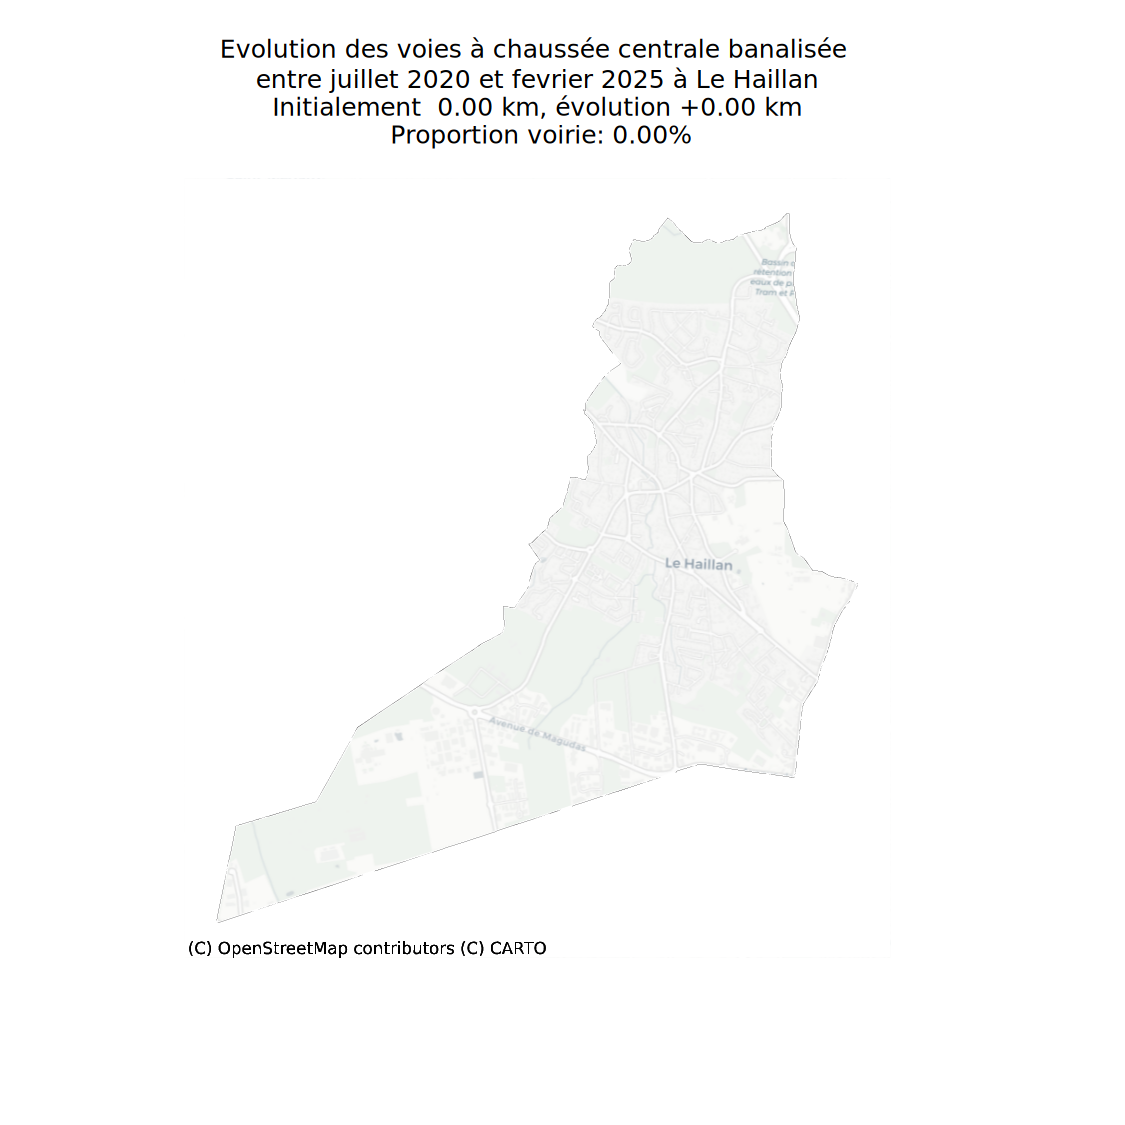 Evolution des voies à chaussée centrale banalisée
entre juillet 2020 et fevrier 2025 à Le Haillan
Initialement  0.00 km, évolution +0.00 km
Proportion voirie: 0.00%
Bassin
rétention
eaux de p
Tram et
Le Haillan
Avenue de Magudas
(C) OpenStreetMap contributors (C) CARTO